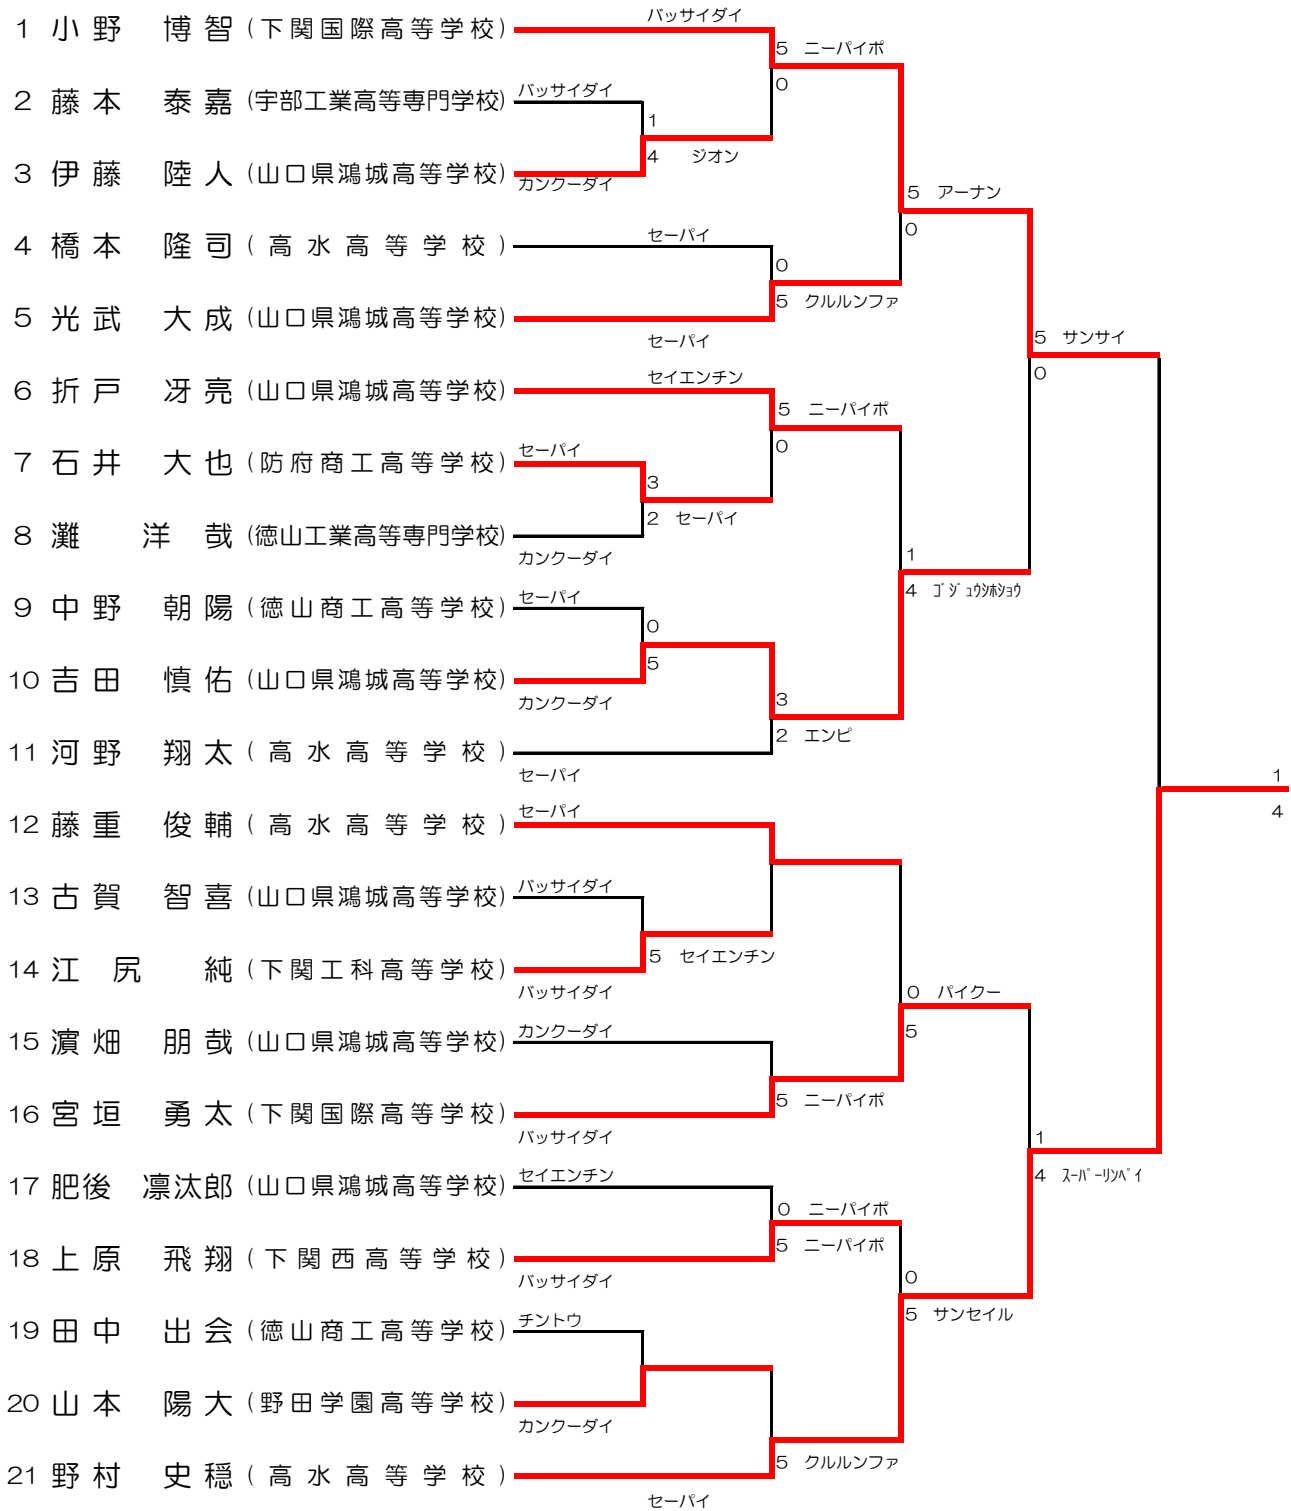 バッサイダイ
1 小野 博智 (下関国際高等学校)
5 ニーパイポ
0
バッサイダイ
2 藤本 泰嘉 (宇部工業高等専門学校)
1
4 ジオン
3 伊藤 陸人 (山口県鴻城高等学校)
カンクーダイ
5 アーナン
0
セーパイ
4 橋本 隆司 (高水高等学校)
0
5 クルルンファ
5 光武 大成 (山口県鴻城高等学校)
セーパイ
5 サンサイ
0
セイエンチン
6 折戸 冴亮 (山口県鴻城高等学校)
5 ニーパイポ
0
セーパイ
7 石井 大也 (防府商工高等学校)
3
2 セーパイ
8 灘 洋哉 (徳山工業高等専門学校)
カンクーダイ
1
4 ゴジュウシホショウ
セーパイ
9 中野 朝陽 (徳山商工高等学校)
0
5
10 吉田 慎佑 (山口県鴻城高等学校)
カンクーダイ
3
2 エンピ
11 河野 翔太 (高水高等学校)
セーパイ
1
4
セーパイ
12 藤重 俊輔 (高水高等学校)
バッサイダイ
13 古賀 智喜 (山口県鴻城高等学校)
5 セイエンチン
14 江尻 純 (下関工科高等学校)
バッサイダイ
0 パイクー
5
カンクーダイ
15 濵畑 朋哉 (山口県鴻城高等学校)
5 ニーパイポ
16 宮垣 勇太 (下関国際高等学校)
バッサイダイ
1
4 スーパーリンペイ
セイエンチン
17 肥後 凛汰郎 (山口県鴻城高等学校)
0 ニーパイポ
5 ニーパイポ
18 上原 飛翔 (下関西高等学校)
バッサイダイ
0
5 サンセイル
チントウ
19 田中 出会 (徳山商工高等学校)
20 山本 陽大 (野田学園高等学校)
カンクーダイ
5 クルルンファ
21 野村 史穏 (高水高等学校)
セーパイ